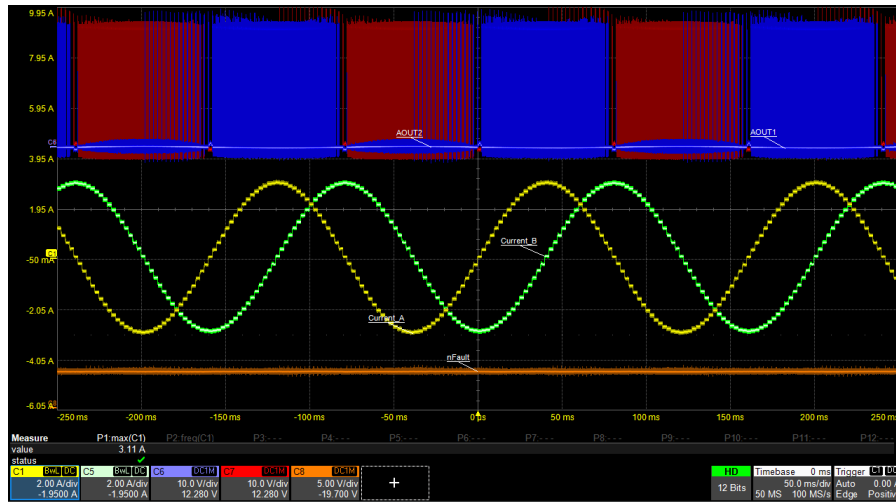 9.95 A
7.95 A
5.95 A
C6
AOUT2
AOUT1
3.95 A
1.95 A
Current_B
C1
-50 mA
-2.05 A
Current_A
nFault
-4.05 A
C8
-6.05 A
-250 ms -200 ms -150 ms -100 ms -50 ms 0 µs 50 ms 100 ms 150 ms 200 ms 250 ms
Measure P1:max(C1) P2:freq(C1) P3:--- P4:--- P5:--- P6:--- P7:--- P8:--- P9:--- P10:--- P11:--- P12:---
value 3.11 A
status
C1 BwL DC C5 BwL DC C6 DC1M C7 DC1M C8 DC1M HD Timebase 0 ms Trigger C1 DC
2.00 A/div 2.00 A/div 10.0 V/div 10.0 V/div 5.00 V/div + 50.0 ms/div Auto
-1.9500 A -1.9500 A 12.280 V 12.280 V -19.700 V 12 Bits 50 MS 100 MS/s Edge